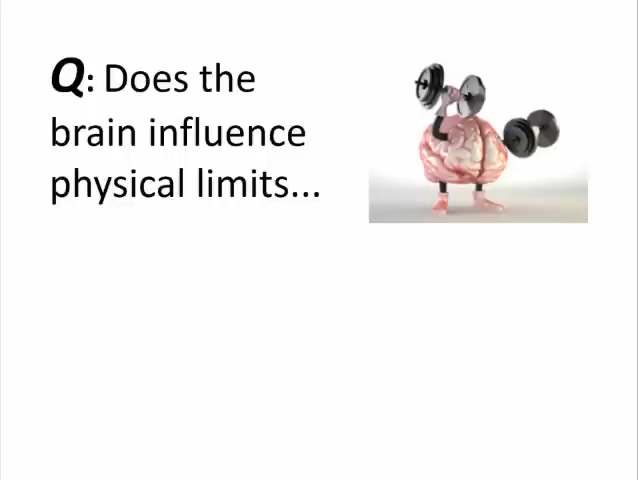 Q: Does the
brain influence
physical limits...